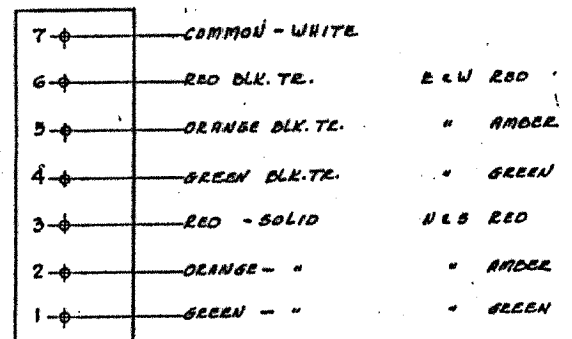 7 COMMON - WHITE
6 RED BLK. TR. E & W RED
5 ORANGE BLK. TR. " AMBER
4 GREEN BLK. TR. " GREEN
3 RED - SOLID N & S RED
2 ORANGE - " " AMBER
1 GREEN - " " GREEN